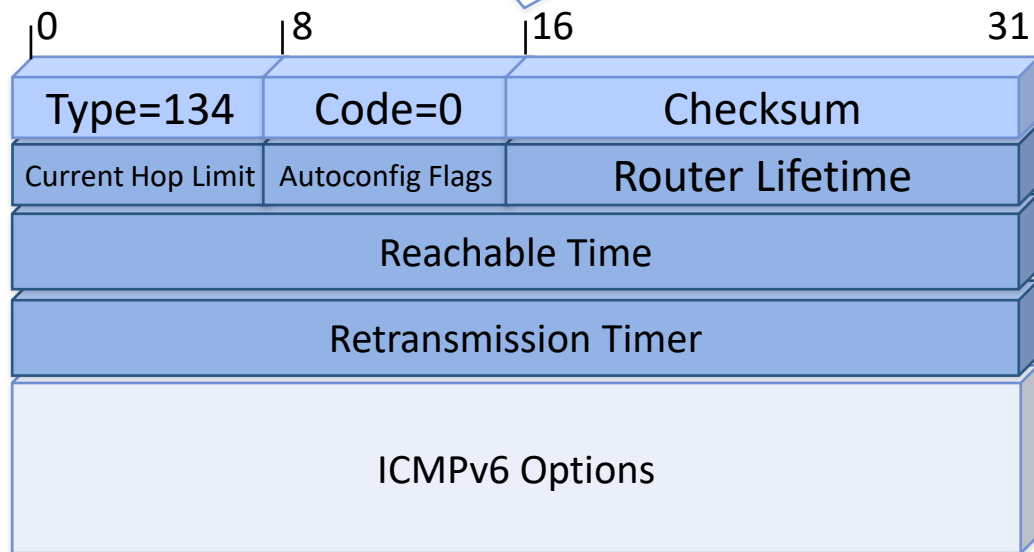 0 8 16 31
Type=134 Code=0 Checksum
Current Hop Limit Autoconfig Flags Router Lifetime
Reachable Time
Retransmission Timer
ICMPv6 Options